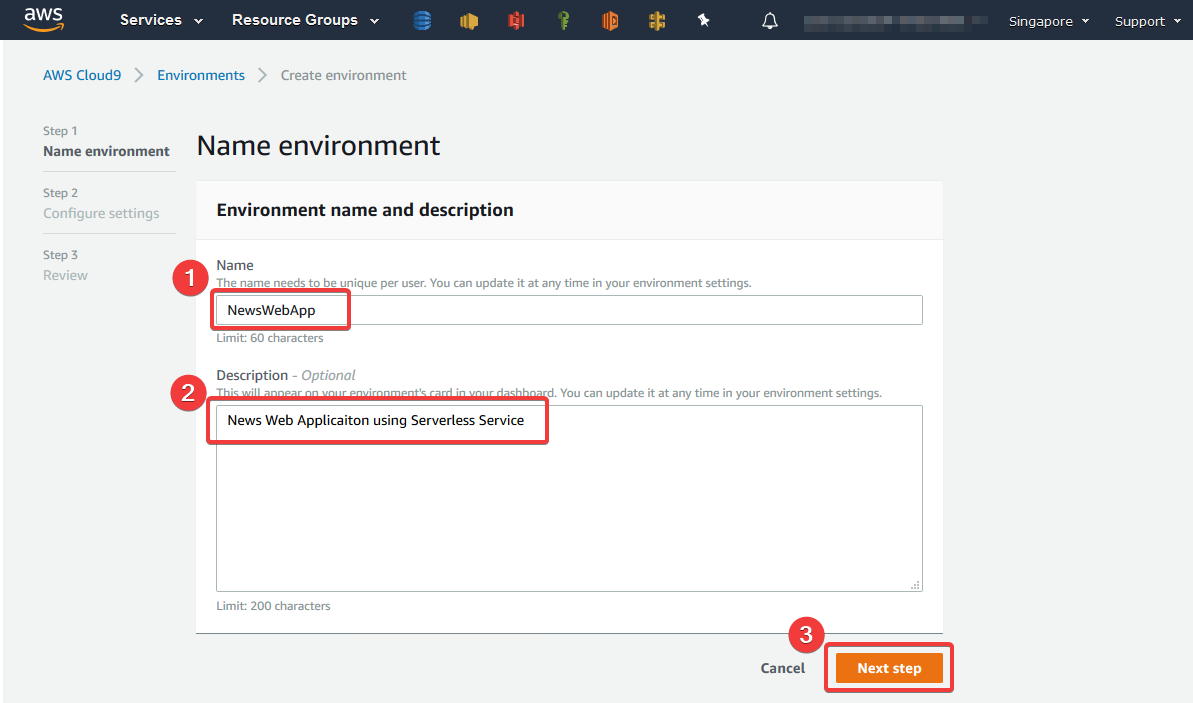 aws Services Resource Groups Singapore Support
AWS Cloud9 Environments Create environment
Step 1
Name environment
Step 2
Configure settings
Step 3
Review
Name environment
Environment name and description
1
Name
The name needs to be unique per user. You can update it at any time in your environment settings.
NewsWebApp
Limit: 60 characters
2
Description - Optional
This will appear on your environment's card in your dashboard. You can update it at any time in your environment settings.
News Web Applicaiton using Serverless Service
Limit: 200 characters
3
Cancel Next step